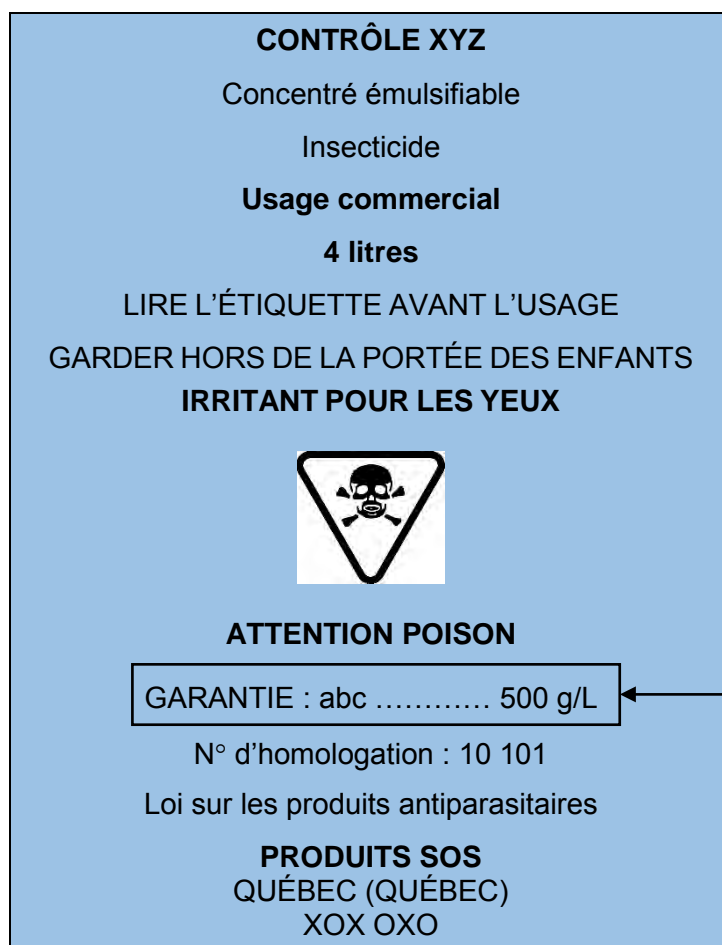 CONTRÔLE XYZ
Concentré émulsifiable
Insecticide
Usage commercial
4 litres
LIRE L'ÉTIQUETTE AVANT L'USAGE
GARDER HORS DE LA PORTÉE DES ENFANTS
IRRITANT POUR LES YEUX
ATTENTION POISON
GARANTIE : abc ………… 500 g/L
N° d'homologation : 10 101
Loi sur les produits antiparasitaires
PRODUITS SOS
QUÉBEC (QUÉBEC)
XOX OXO